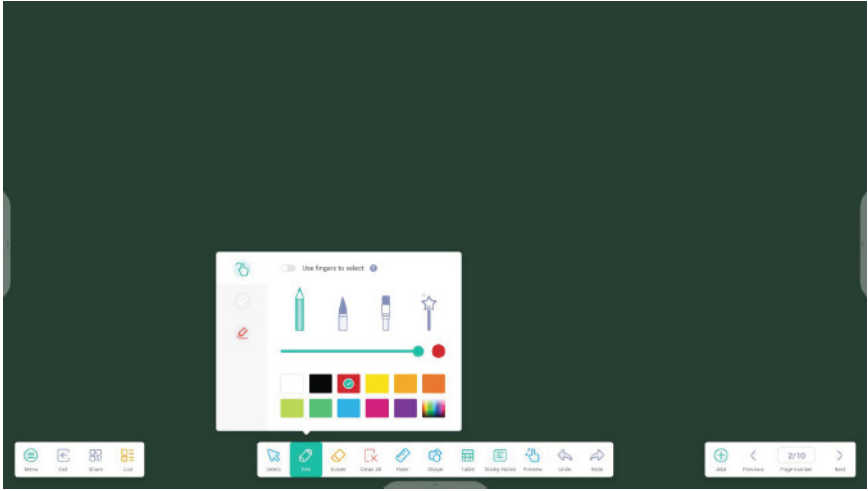 Use fingers to select ?
Menu Exit Share List
Select Pen Eraser Clean All Ruler Shape Table Sticky Notes Preview Undo Redo
2/10
Add Previous Page number Next